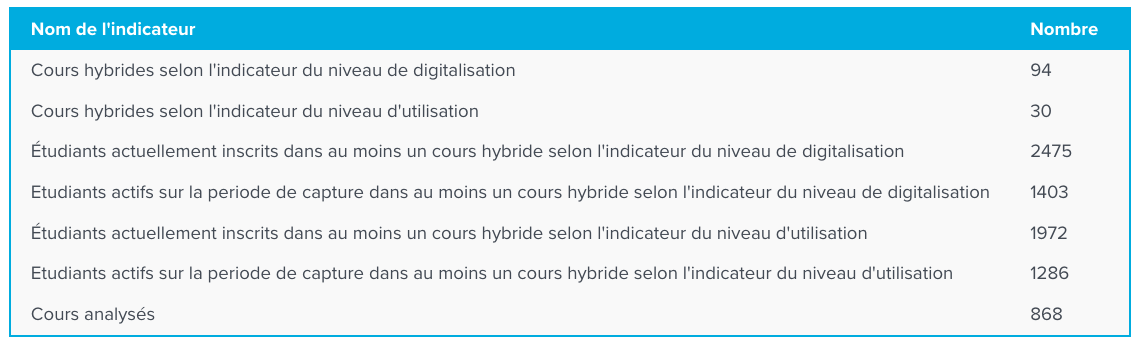 Nom de l'indicateur Nombre
Cours hybrides selon l'indicateur du niveau de digitalisation 94
Cours hybrides selon l'indicateur du niveau d'utilisation 30
Étudiants actuellement inscrits dans au moins un cours hybride selon l'indicateur du niveau de digitalisation 2475
Etudiants actifs sur la periode de capture dans au moins un cours hybride selon l'indicateur du niveau de digitalisation 1403
Étudiants actuellement inscrits dans au moins un cours hybride selon l'indicateur du niveau d'utilisation 1972
Etudiants actifs sur la periode de capture dans au moins un cours hybride selon l'indicateur du niveau d'utilisation 1286
Cours analysés 868